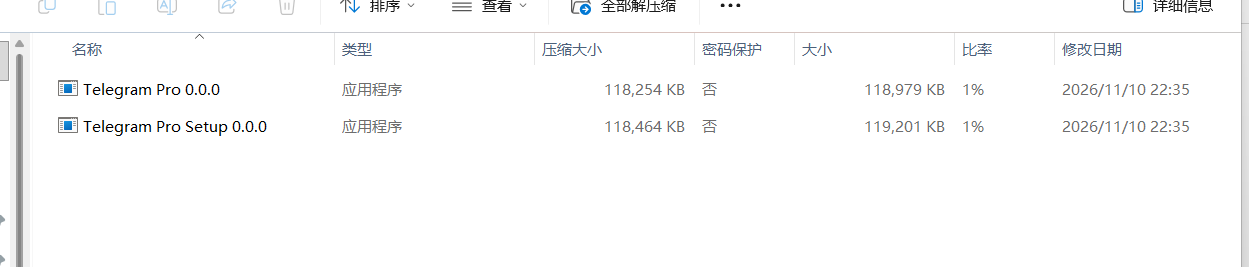 排序 查看 全部解压缩 ••• 详细信息
名称 类型 压缩大小 密码保护 大小 比率 修改日期
Telegram Pro 0.0.0 应用程序 118,254 KB 否 118,979 KB 1% 2026/11/10 22:35
Telegram Pro Setup 0.0.0 应用程序 118,464 KB 否 119,201 KB 1% 2026/11/10 22:35